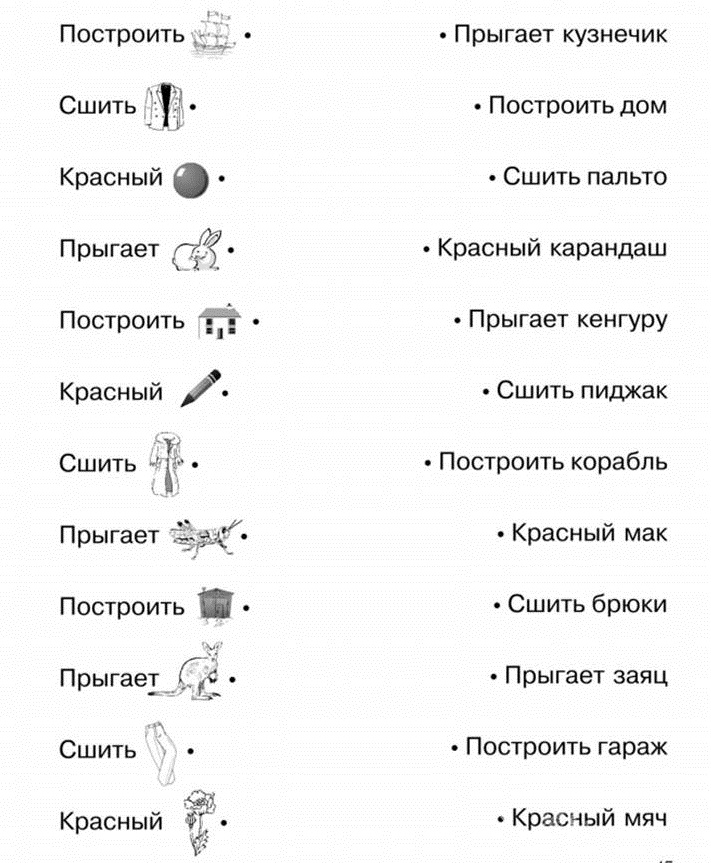 Построить • • Прыгает кузнечик
Сшить • • Построить дом
Красный • • Сшить пальто
Прыгает • • Красный карандаш
Построить • • Прыгает кенгуру
Красный • • Сшить пиджак
Сшить • • Построить корабль
Прыгает • • Красный мак
Построить • • Сшить брюки
Прыгает • • Прыгает заяц
Сшить • • Построить гараж
Красный • • Красный мяч